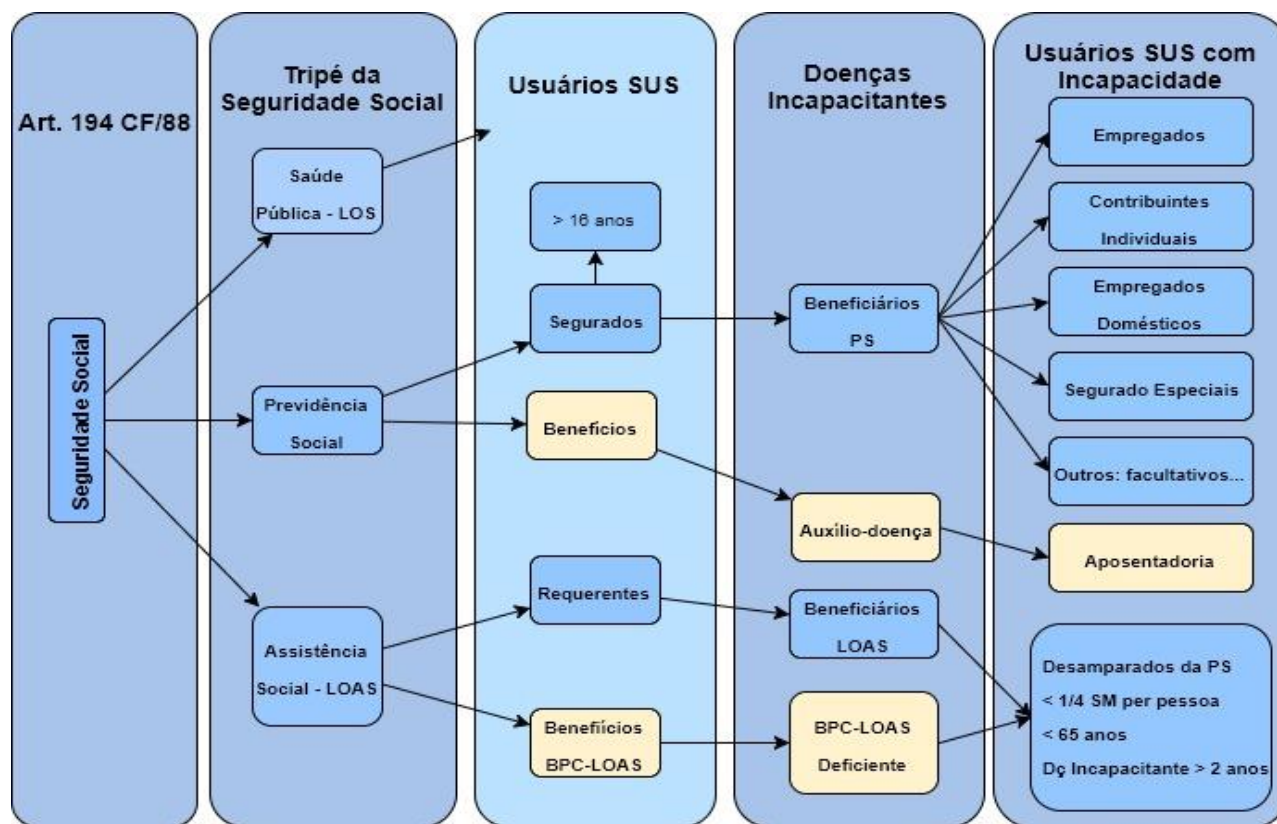 Art. 194 CF/88
Seguridade Social
Tripé da
Seguridade Social
Saúde
Pública - LOS
Previdência
Social
Assistência
Social - LOAS
Usuários SUS
> 16 anos
Segurados
Benefícios
Requerentes
Benefíicios
BPC-LOAS
Doenças
Incapacitantes
Beneficiários
PS
Auxílio-doença
Beneficiários
LOAS
BPC-LOAS
Deficiente
Usuários SUS com
Incapacidade
Empregados
Contribuintes
Individuais
Empregados
Domésticos
Segurado Especiais
Outros: facultativos...
Aposentadoria
Desamparados da PS
< 1/4 SM per pessoa
< 65 anos
Dç Incapacitante > 2 anos